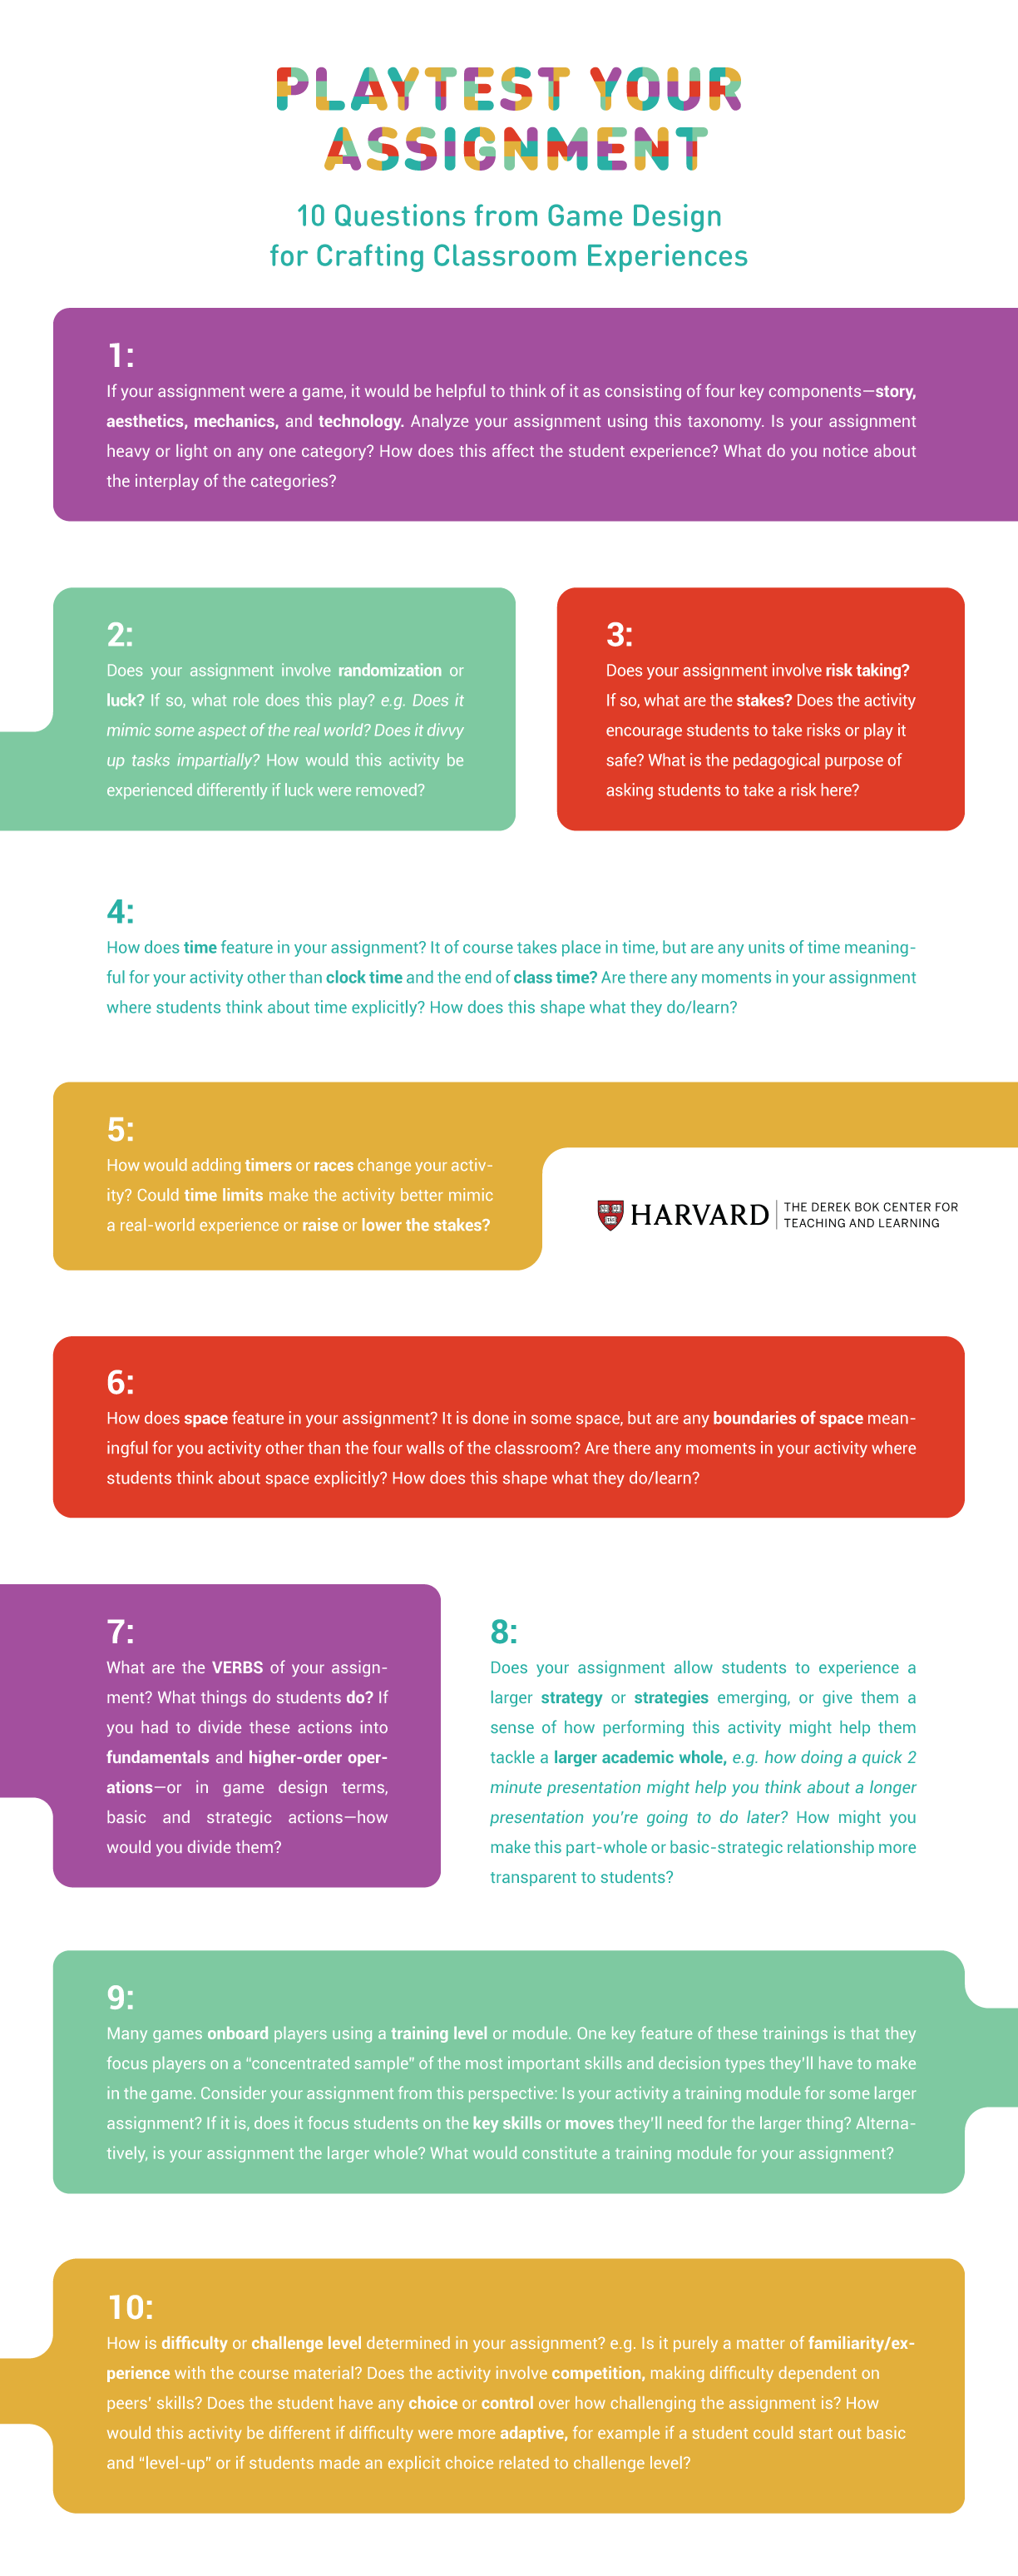 PLAYTEST YOUR
ASSIGNMENT
10 Questions from Game Design
for Crafting Classroom Experiences
1:
If your assignment were a game, it would be helpful to think of it as consisting of four key components—story,
aesthetics, mechanics, and technology. Analyze your assignment using this taxonomy. Is your assignment
heavy or light on any one category? How does this affect the student experience? What do you notice about
the interplay of the categories?
2:
Does your assignment involve randomization or
luck? If so, what role does this play? e.g. Does it
mimic some aspect of the real world? Does it divvy
up tasks impartially? How would this activity be
experienced differently if luck were removed?
3:
Does your assignment involve risk taking?
If so, what are the stakes? Does the activity
encourage students to take risks or play it
safe? What is the pedagogical purpose of
asking students to take a risk here?
4:
How does time feature in your assignment? It of course takes place in time, but are any units of time meaning-
ful for your activity other than clock time and the end of class time? Are there any moments in your assignment
where students think about time explicitly? How does this shape what they do/learn?
5:
How would adding timers or races change your activ-
ity? Could time limits make the activity better mimic
a real-world experience or raise or lower the stakes?
HARVARD
THE DEREK BOK CENTER FOR
TEACHING AND LEARNING
6:
How does space feature in your assignment? It is done in some space, but are any boundaries of space mean-
ingful for you activity other than the four walls of the classroom? Are there any moments in your activity where
students think about space explicitly? How does this shape what they do/learn?
7:
What are the VERBS of your assign-
ment? What things do students do? If
you had to divide these actions into
fundamentals and higher-order oper-
ations—or in game design terms,
basic and strategic actions—how
would you divide them?
8:
Does your assignment allow students to experience a
larger strategy or strategies emerging, or give them a
sense of how performing this activity might help them
tackle a larger academic whole, e.g. how doing a quick 2
minute presentation might help you think about a longer
presentation you're going to do later? How might you
make this part-whole or basic-strategic relationship more
transparent to students?
9:
Many games onboard players using a training level or module. One key feature of these trainings is that they
focus players on a “concentrated sample” of the most important skills and decision types they'll have to make
in the game. Consider your assignment from this perspective: Is your activity a training module for some larger
assignment? If it is, does it focus students on the key skills or moves they'll need for the larger thing? Alterna-
tively, is your assignment the larger whole? What would constitute a training module for your assignment?
10:
How is difficulty or challenge level determined in your assignment? e.g. Is it purely a matter of familiarity/ex-
perience with the course material? Does the activity involve competition, making difficulty dependent on
peers' skills? Does the student have any choice or control over how challenging the assignment is? How
would this activity be different if difficulty were more adaptive, for example if a student could start out basic
and “level-up” or if students made an explicit choice related to challenge level?